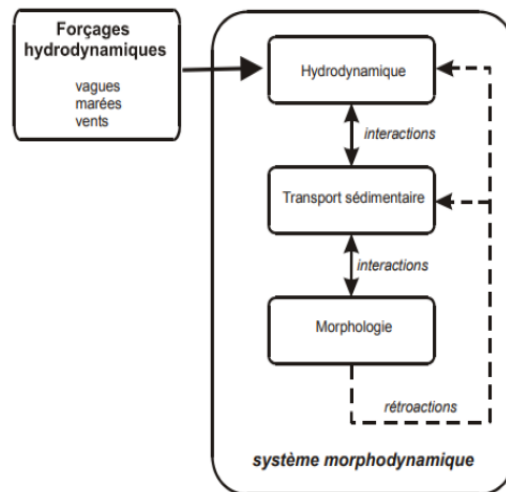 Forçages
hydrodynamiques
vagues
marées
vents
Hydrodynamique
interactions
Transport sédimentaire
interactions
Morphologie
rétroactions
système morphodynamique